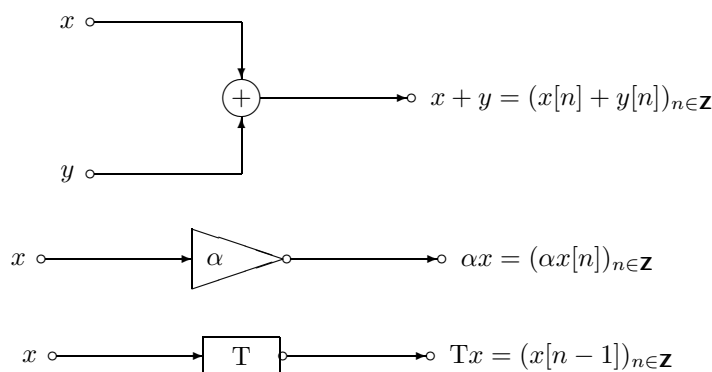 x
+ x + y = (x[n] + y[n])_{n∈Z}
y
x α αx = (αx[n])_{n∈Z}
x T Tx = (x[n − 1])_{n∈Z}